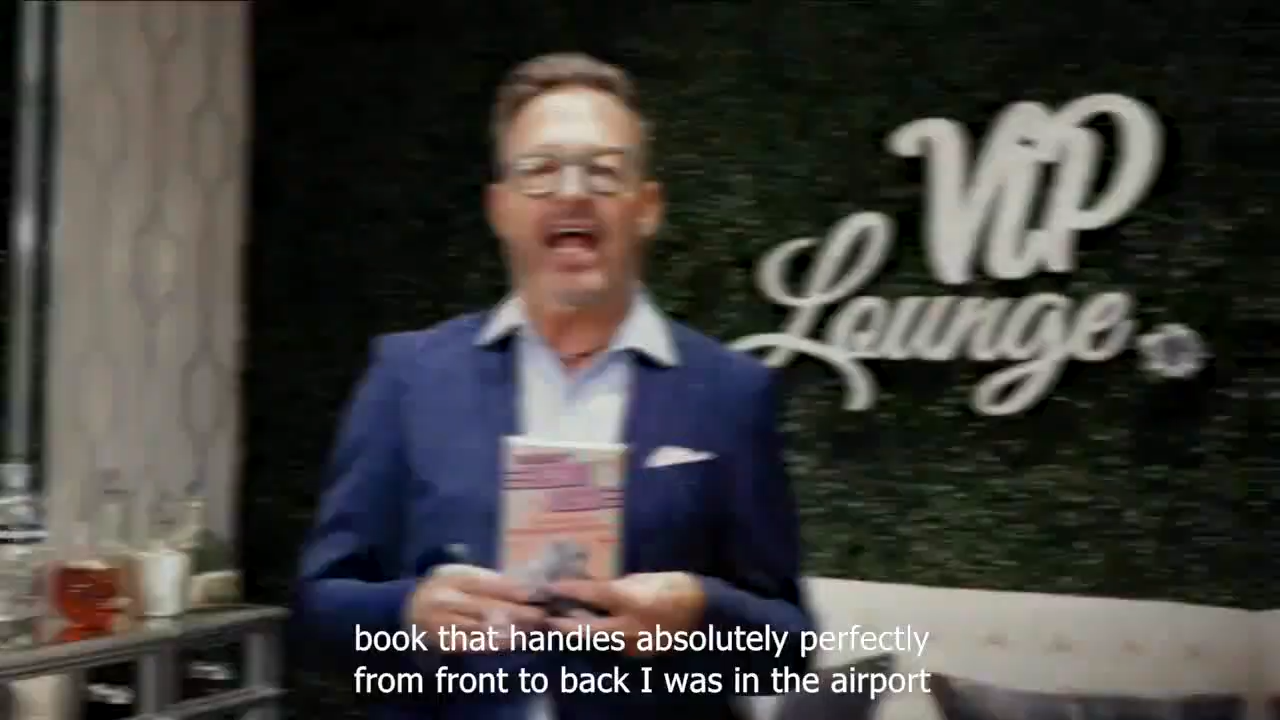 ViP
Lounge
book that handles absolutely perfectly
from front to back I was in the airport